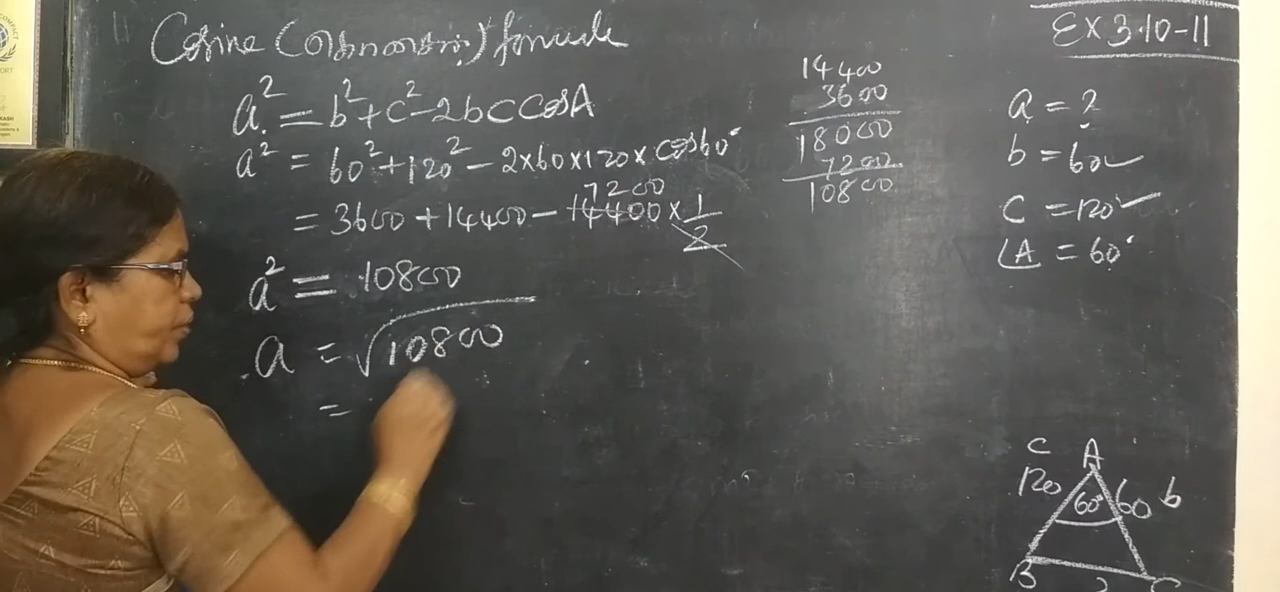 Cosine ( ) formula
a² = b² + c² - 2bc cosA
a² = 60² + 120² - 2×60×120× cos60°
7200
= 3600 + 14400 - 14400 × 1/2
a² = 10800
a = √10800
=
14400
3600
18000
7200
10800
Ex 3.10-11
a = ?
b = 60
C = 120
∠A = 60°
C A
120 60° 60 b
B ? C